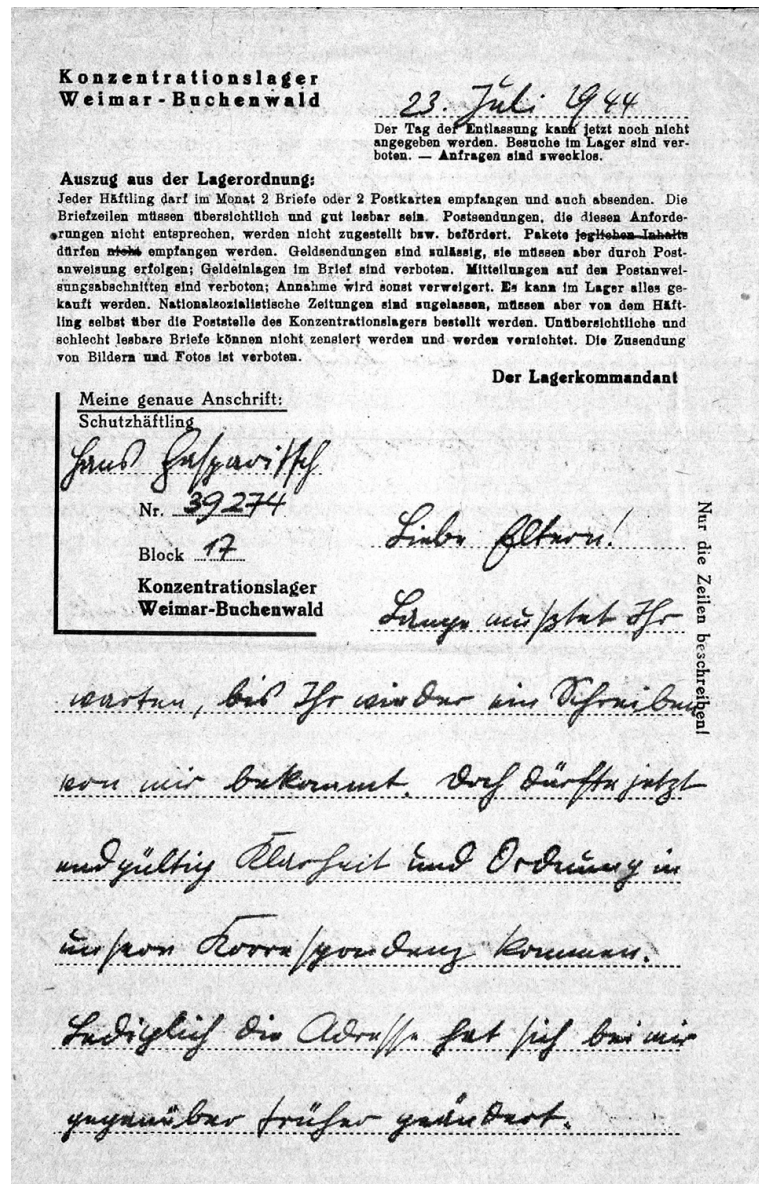 Konzentrationslager
Weimar-Buchenwald
23. Juli 1944
Der Tag der Entlassung kann jetzt noch nicht
angegeben werden. Besuche im Lager sind ver-
boten. — Anfragen sind zwecklos.
Auszug aus der Lagerordnung:
Jeder Häftling darf im Monat 2 Briefe oder 2 Postkarten empfangen und auch absenden. Die
Briefzeilen müssen übersichtlich und gut lesbar sein. Postsendungen, die diesen Anforde-
rungen nicht entsprechen, werden nicht zugestellt bzw. befördert. Pakete jeglichen Inhalts
dürfen nicht empfangen werden. Geldsendungen sind zulässig, sie müssen aber durch Post-
anweisung erfolgen; Geldeinlagen im Brief sind verboten. Mitteilungen auf den Postanwei-
sungsabschnitten sind verboten; Annahme wird sonst verweigert. Es kann im Lager alles ge-
kauft werden. Nationalsozialistische Zeitungen sind zugelassen, müssen aber von dem Häft-
ling selbst über die Poststelle des Konzentrationslagers bestellt werden. Unübersichtliche und
schlecht lesbare Briefe können nicht zensiert werden und werden vernichtet. Die Zusendung
von Bildern und Fotos ist verboten.
Der Lagerkommandant
Meine genaue Anschrift:
Schutzhäftling
Hans Gasparitsch
Nr. 39274
Block 17
Konzentrationslager
Weimar-Buchenwald
Nur die Zeilen beschreiben!
Liebe Eltern!
Lange mußtet Ihr
warten, bis Ihr wieder ein Schreiben
von mir bekommt. Doch dürfte jetzt
endgültig Klarheit und Ordnung in
unsern Korrespondenz kommen.
Lediglich die Adresse hat sich bei mir
gegenüber früher geändert.